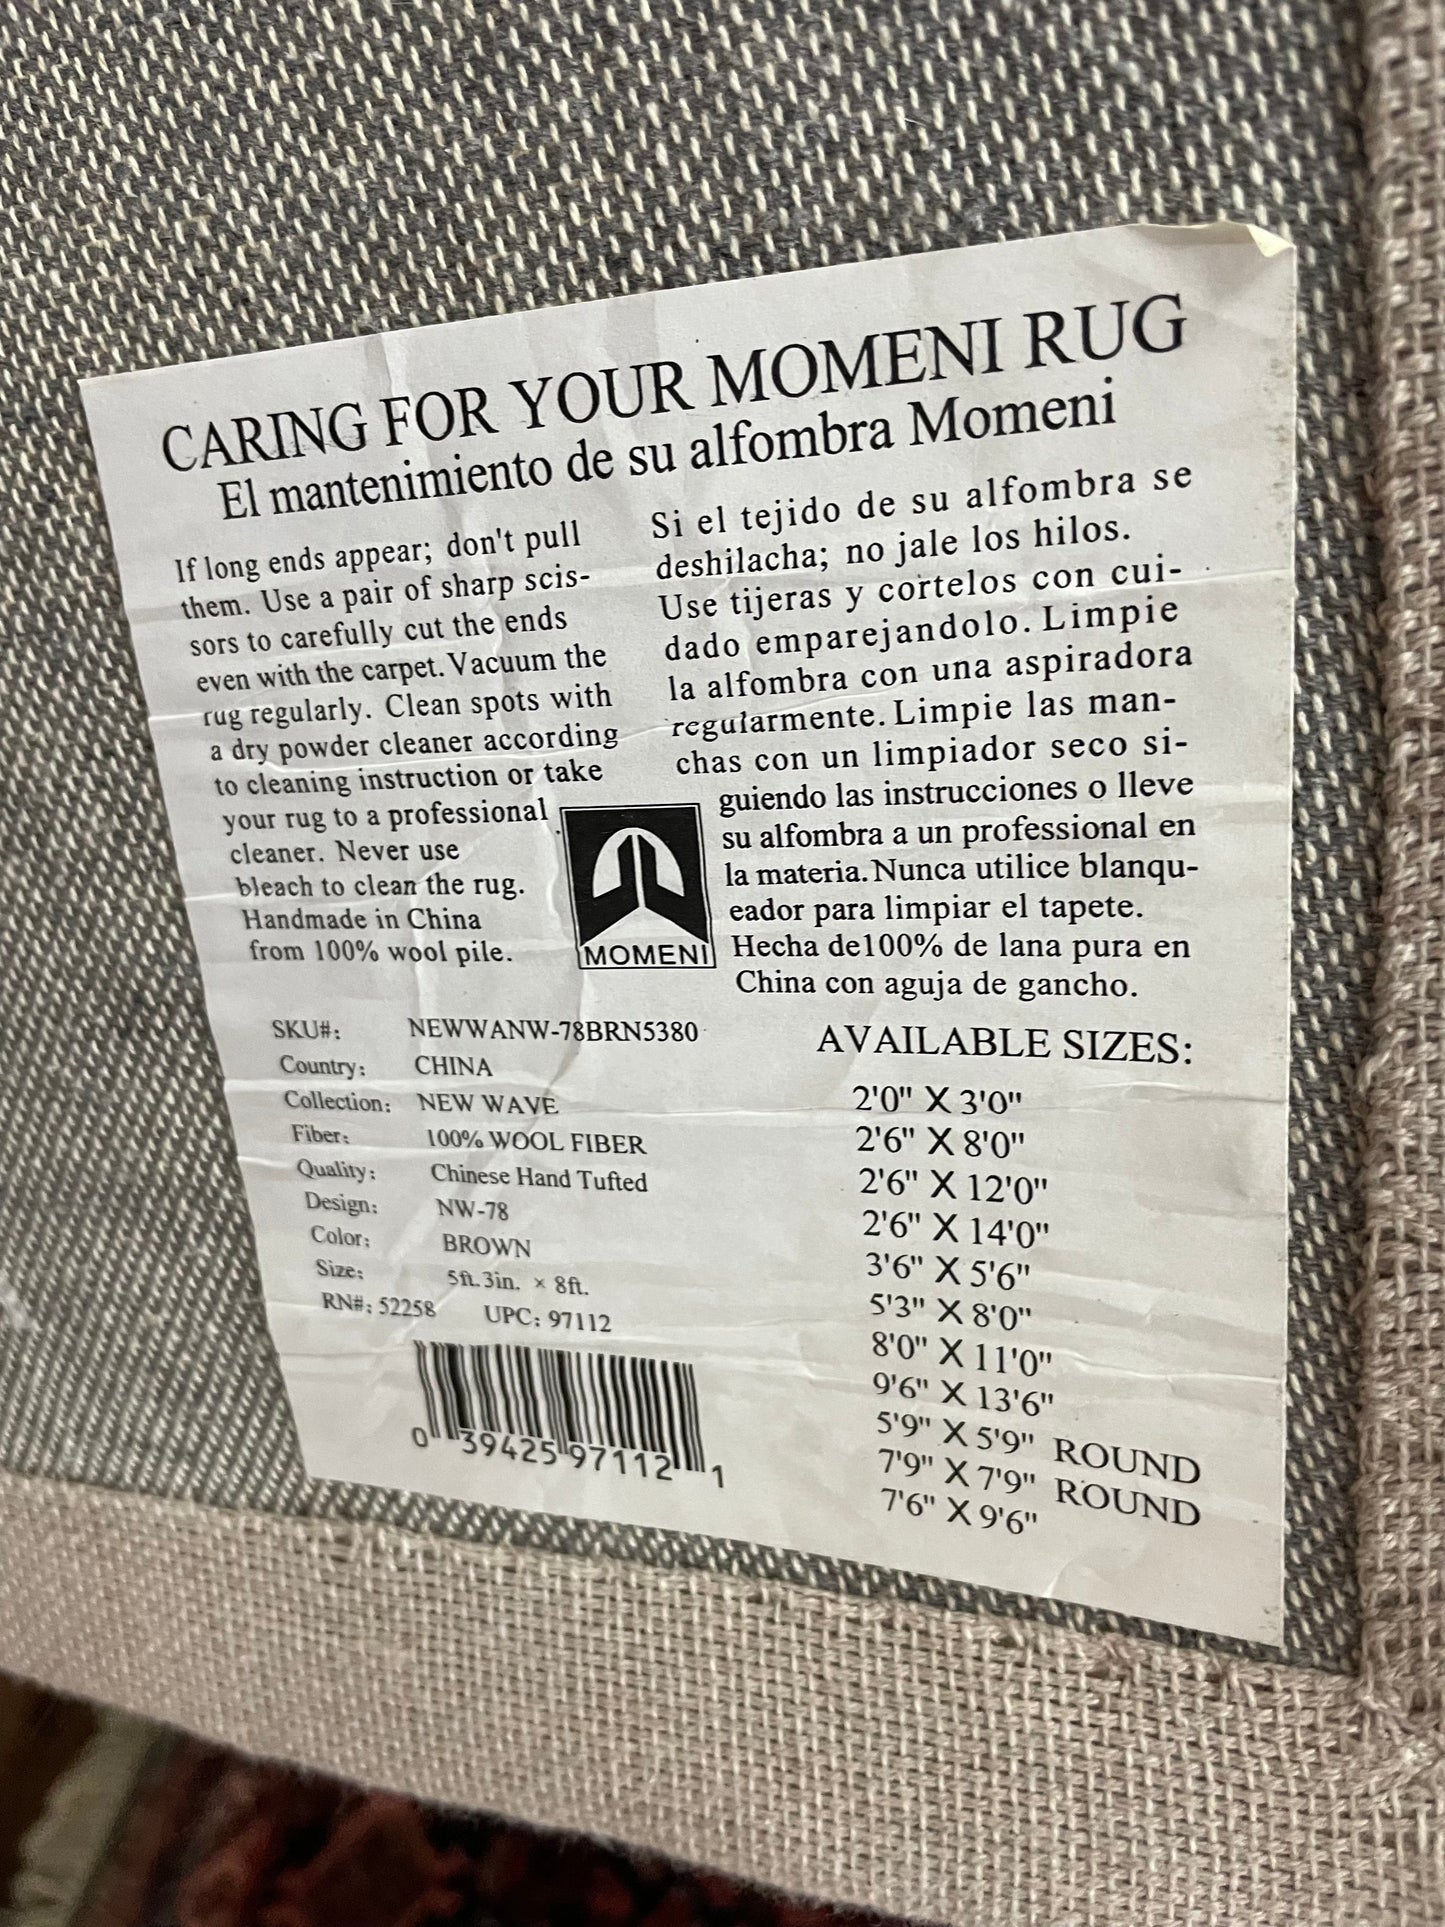 CARING FOR YOUR MOMENI RUG
El mantenimiento de su alfombra Momeni
If long ends appear; don't pull
them. Use a pair of sharp scis-
sors to carefully cut the ends
even with the carpet. Vacuum the
rug regularly. Clean spots with
a dry powder cleaner according
to cleaning instruction or take
your rug to a professional
cleaner. Never use
bleach to clean the rug.
Handmade in China
from 100% wool pile.
Si el tejido de su alfombra se
deshilacha; no jale los hilos.
Use tijeras y cortelos con cui-
dado emparejandolo. Limpie
la alfombra con una aspiradora
regularmente. Limpie las man-
chas con un limpiador seco si-
guiendo las instrucciones o lleve
su alfombra a un professional en
la materia. Nunca utilice blanqu-
eador para limpiar el tapete.
Hecha de100% de lana pura en
China con aguja de gancho.
MOMENI
SKU#: NEWWANW-78BRN5380
Country: CHINA
Collection: NEW WAVE
Fiber: 100% WOOL FIBER
Quality: Chinese Hand Tufted
Design: NW-78
Color: BROWN
Size: 5ft.3in. × 8ft.
RN#: 52258 UPC: 97112
0 39425 97112 1
AVAILABLE SIZES:
2'0" X 3'0"
2'6" X 8'0"
2'6" X 12'0"
2'6" X 14'0"
3'6" X 5'6"
5'3" X 8'0"
8'0" X 11'0"
9'6" X 13'6"
5'9" X 5'9" ROUND
7'9" X 7'9" ROUND
7'6" X 9'6"